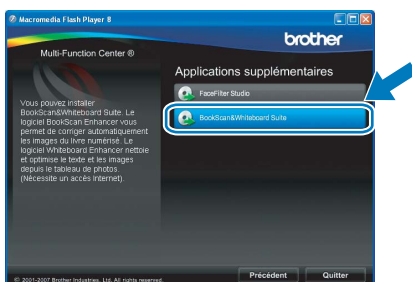 Macromedia Flash Player 8
brother
Multi-Function Center ®
Applications supplémentaires
FaceFilter Studio
BookScan&Whiteboard Suite
Vous pouvez installer
BookScan&Whiteboard Suite. Le
logiciel BookScan Enhancer vous
permet de corriger automatiquement
les images du livre numérisé. Le
logiciel Whiteboard Enhancer nettoie
et optimise le texte et les images
depuis le tableau de photos.
(Nécessite un accès Internet).
© 2001-2007 Brother Industries, Ltd. All rights reserved.
Précédent
Quitter